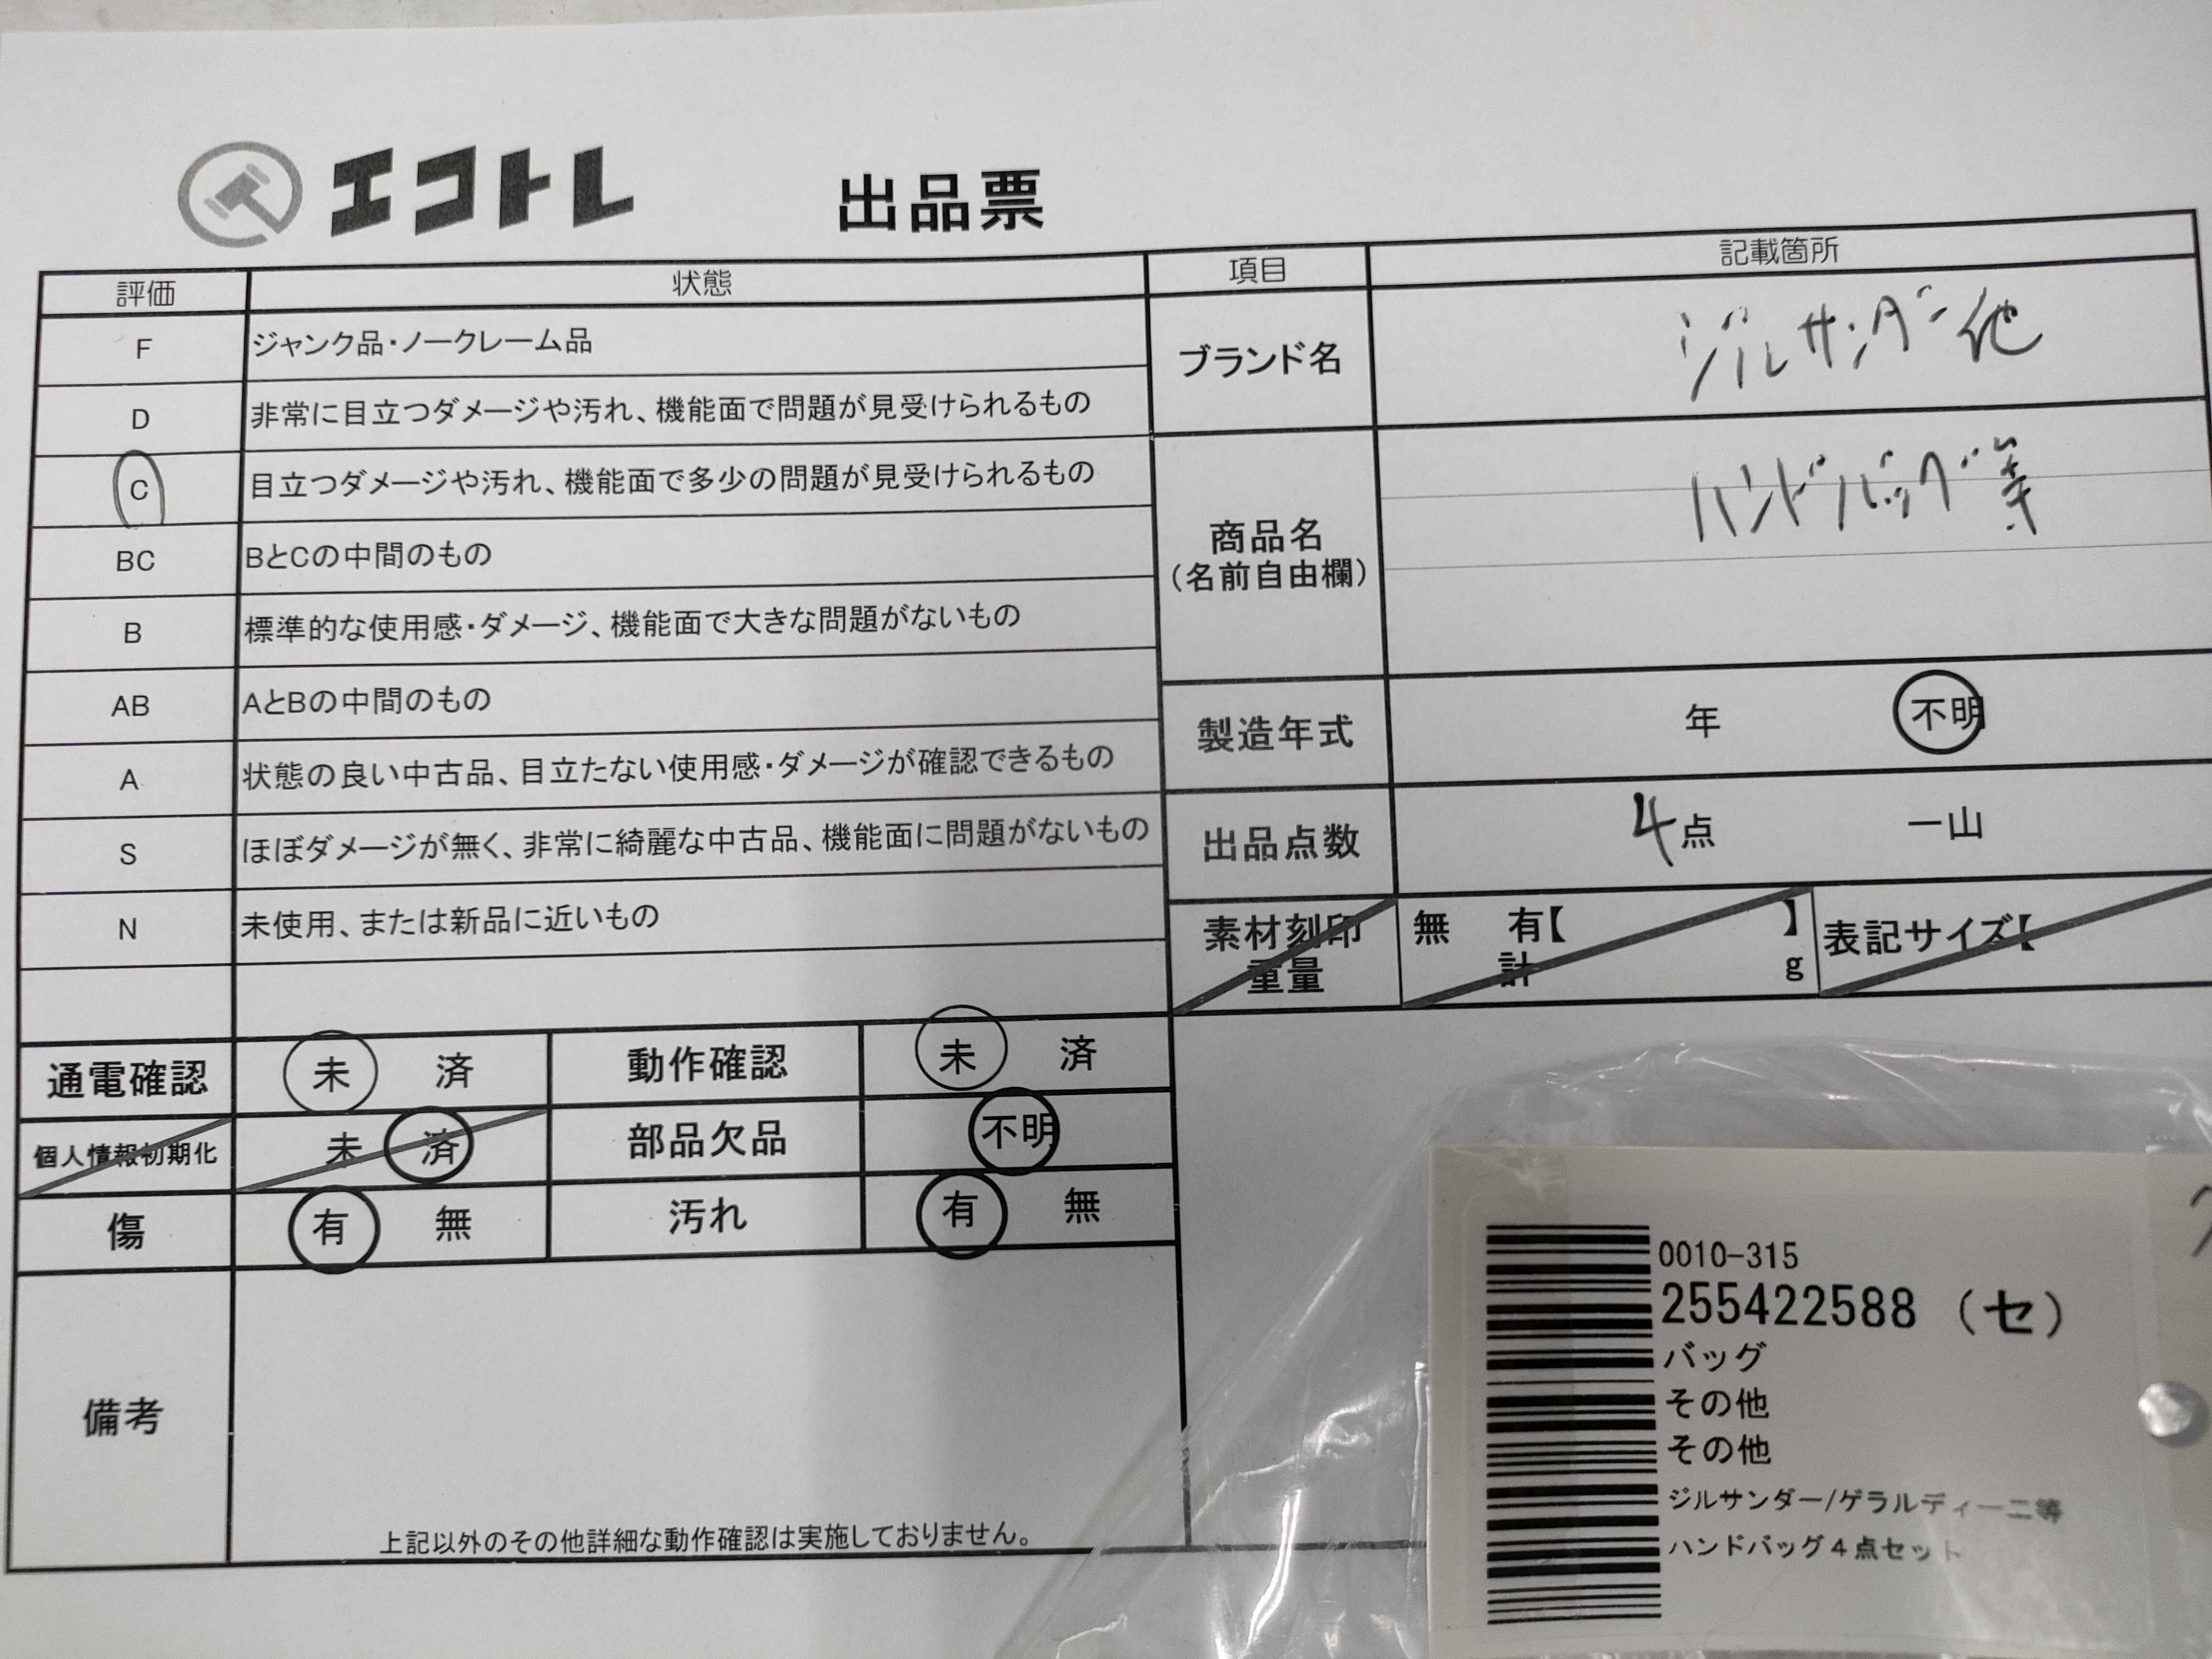 エコトレ 出品票
評価 状態
F ジャンク品・ノークレーム品
D 非常に目立つダメージや汚れ、機能面で問題が見受けられるもの
C 目立つダメージや汚れ、機能面で多少の問題が見受けられるもの
BC BとCの中間のもの
B 標準的な使用感・ダメージ、機能面で大きな問題がないもの
AB AとBの中間のもの
A 状態の良い中古品、目立たない使用感・ダメージが確認できるもの
S ほぼダメージが無く、非常に綺麗な中古品、機能面に問題がないもの
N 未使用、または新品に近いもの
通電確認 未 済 動作確認 未 済
個人情報初期化 未 済 部品欠品 不明
傷 有 無 汚れ 有 無
備考
上記以外のその他詳細な動作確認は実施しておりません。
項目 記載箇所
ブランド名 ジルサンダー他
商品名 ハンドバッグ等
(名前自由欄)
製造年式 年 不明
出品点数 4点 一山
素材刻印 無 有【 】 表記サイズ【
重量 計 g
0010-315
255422588 (セ)
バッグ
その他
その他
ジルサンダー/ゲラルディーニ等
ハンドバッグ4点セット